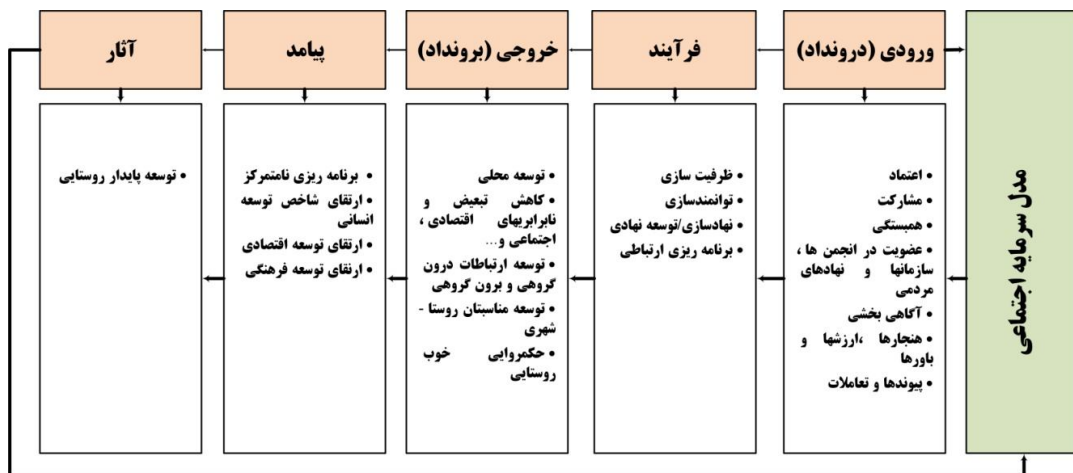 مدل سرمایه اجتماعی
ورودی (درونداد)
• اعتماد
• مشارکت
• همبستگی
• عضویت در انجمن ها ،
سازمانها و نهادهای
مردمی
• آگاهی بخشی
• هنجارها ،ارزشها و
باورها
• پیوندها و تعاملات
فرآیند
• ظرفیت سازی
• توانمندسازی
• نهادسازی/توسعه نهادی
• برنامه ریزی ارتباطی
خروجی (برونداد)
• توسعه محلی
• کاهش تبعیض و
نابرابریهای اقتصادی ،
اجتماعی و...
• توسعه ارتباطات درون
گروهی و برون گروهی
• توسعه مناسبتان روستا -
شهری
• حکمروایی خوب
روستایی
پیامد
• برنامه ریزی نامتمرکز
• ارتقای شاخص توسعه
انسانی
• ارتقای توسعه اقتصادی
• ارتقای توسعه فرهنگی
آثار
• توسعه پایدار روستایی